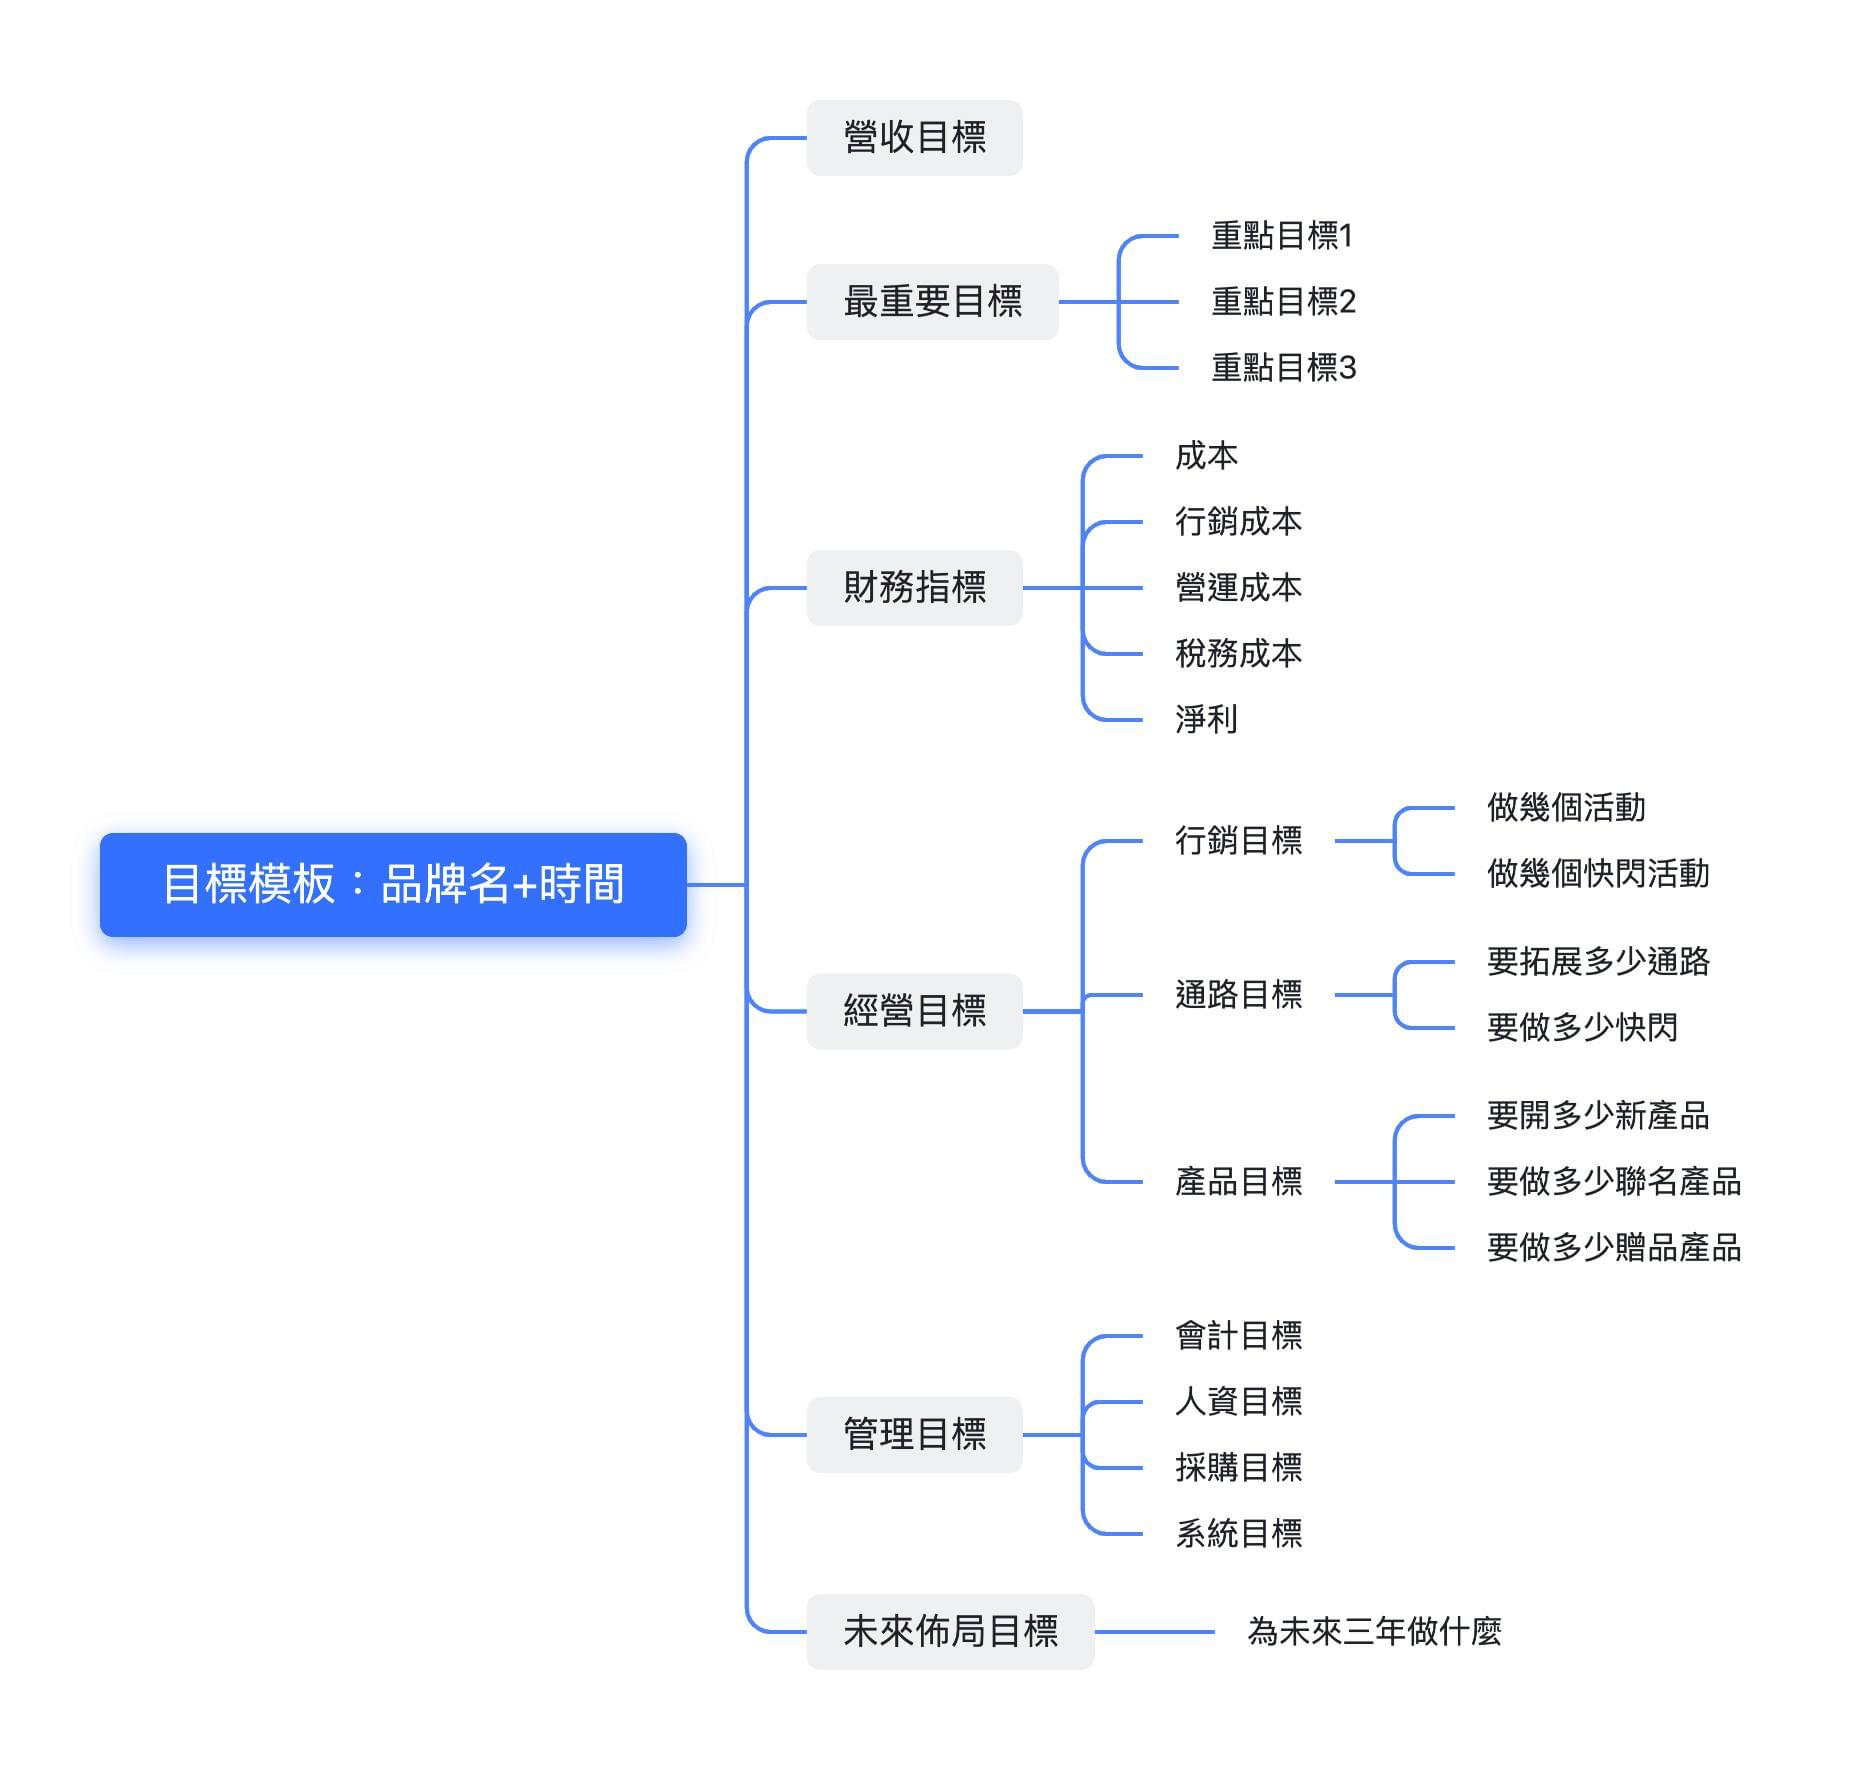 目標模板：品牌名+時間
營收目標
最重要目標
重點目標1
重點目標2
重點目標3
財務指標
成本
行銷成本
營運成本
稅務成本
淨利
經營目標
行銷目標
做幾個活動
做幾個快閃活動
通路目標
要拓展多少通路
要做多少快閃
產品目標
要開多少新產品
要做多少聯名產品
要做多少贈品產品
管理目標
會計目標
人資目標
採購目標
系統目標
未來佈局目標
為未來三年做什麼